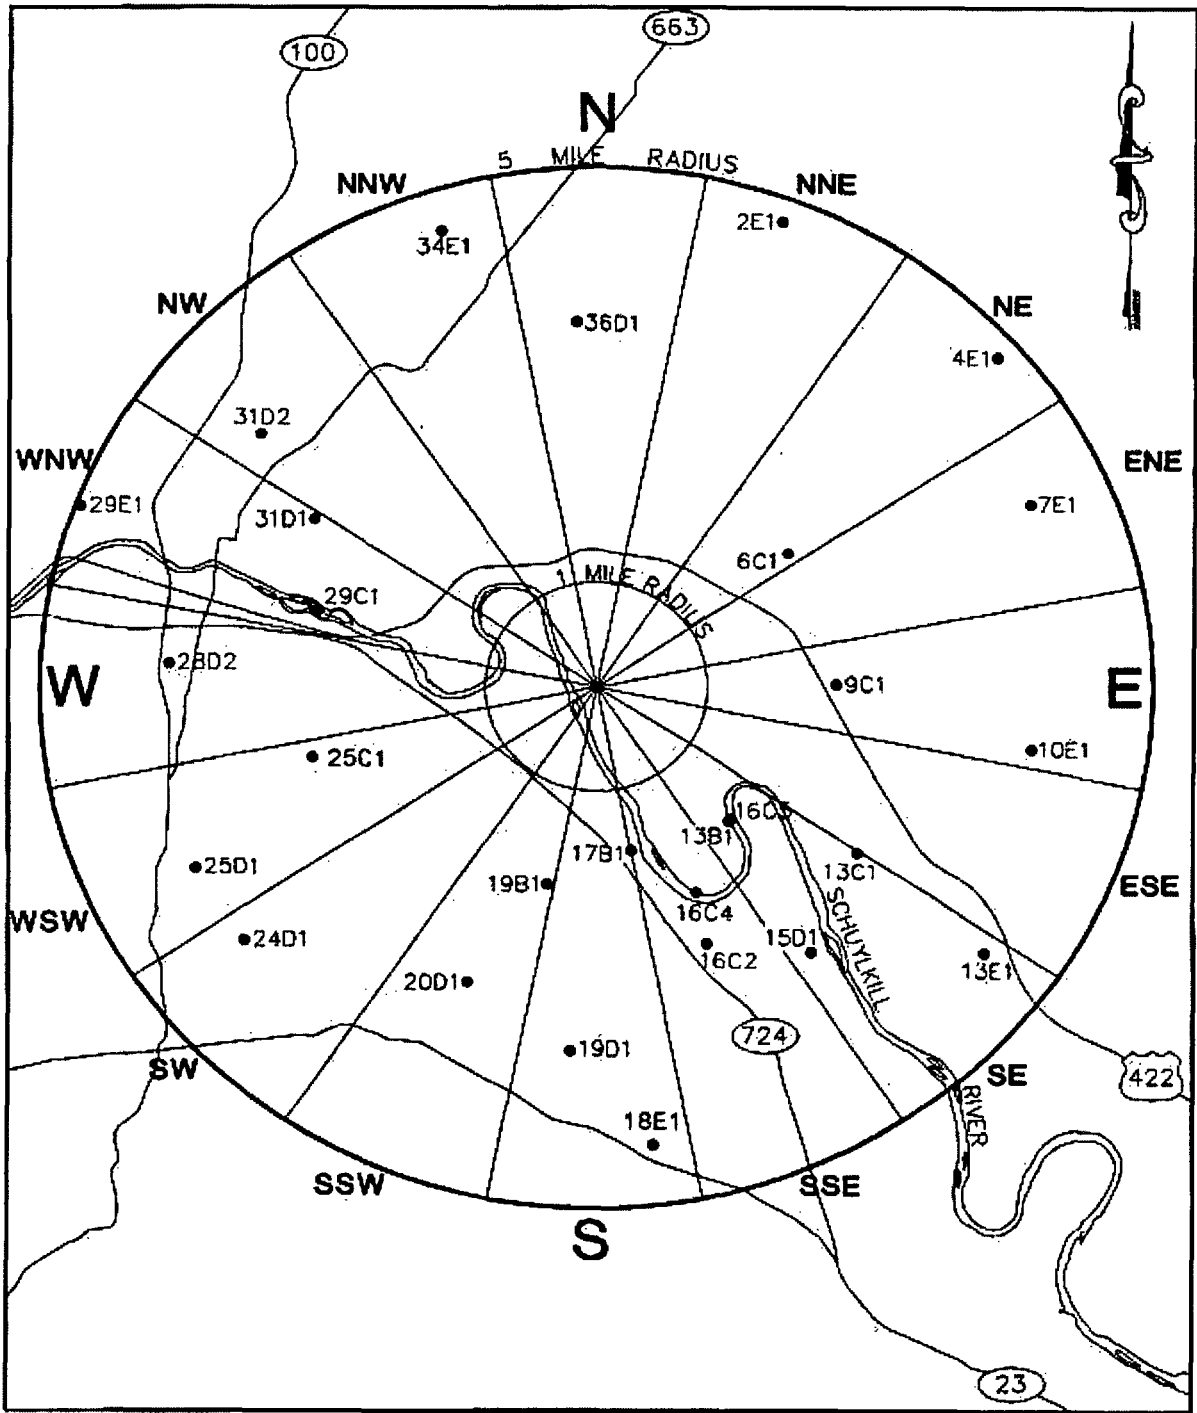 663
100
N
5 MILE RADIUS
NNW
NNE
2E1
34E1
NW
NE
36D1
4E1
31D2
WNW
ENE
29E1
7E1
31D1
6C1
1 MILE RADIUS
29C1
28D2
W
9C1
E
10E1
25C1
16C3
13B1
17B1
25D1
13C1
19B1
ESE
16C4
WSW
SCHUYLKILL
24D1
15D1
16C2
13E1
20D1
724
19D1
SW
SE
422
RIVER
18E1
SSW
SSE
S
23